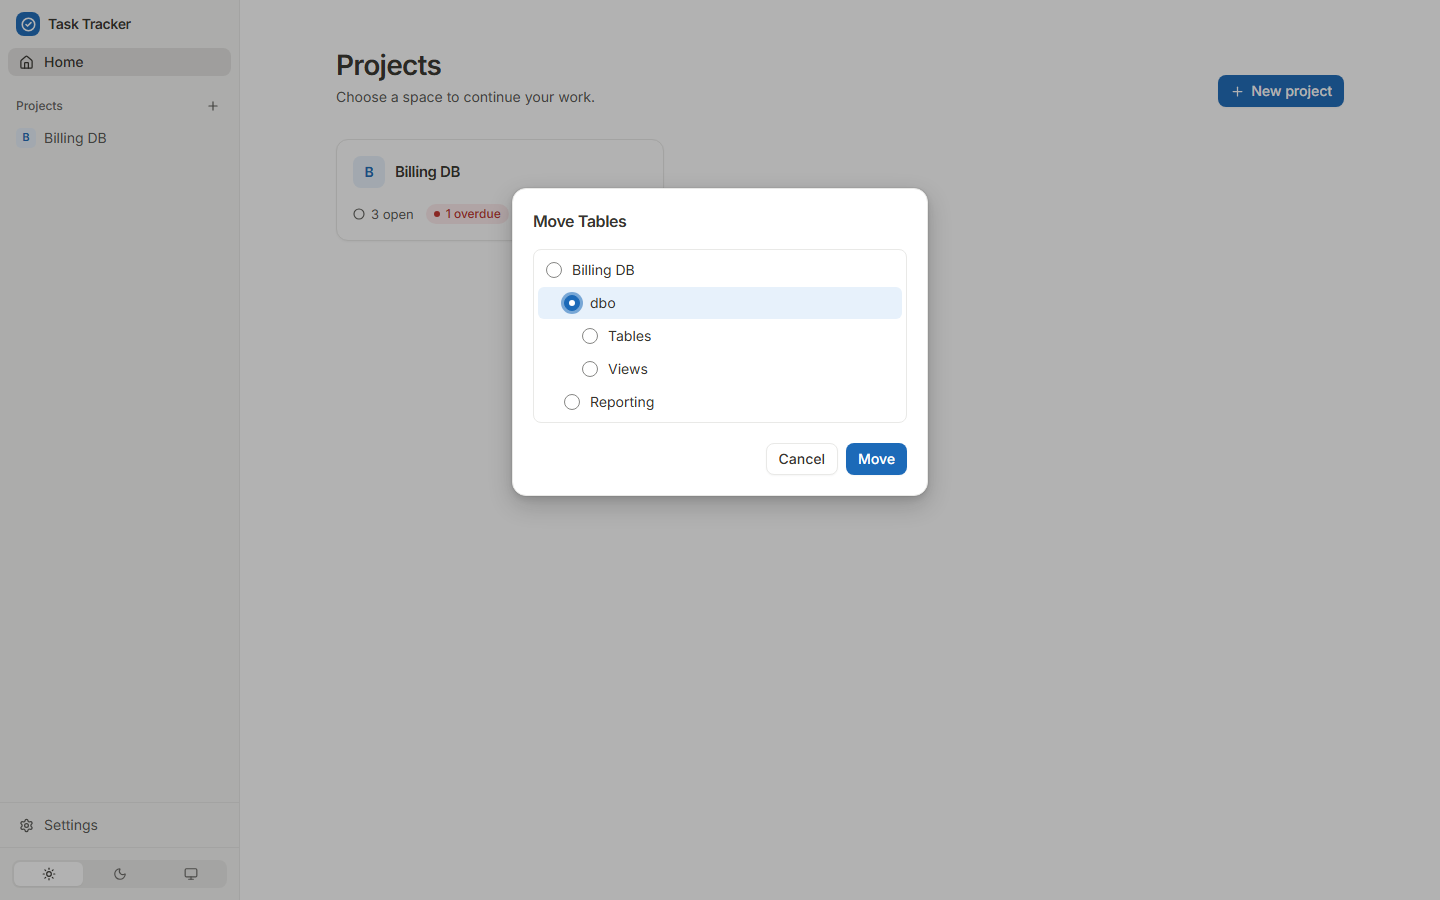 Task Tracker
Home
Projects
B Billing DB
Settings
Projects
Choose a space to continue your work.
New project
B Billing DB
3 open 1 overdue
Move Tables
Billing DB
dbo
Tables
Views
Reporting
Cancel Move